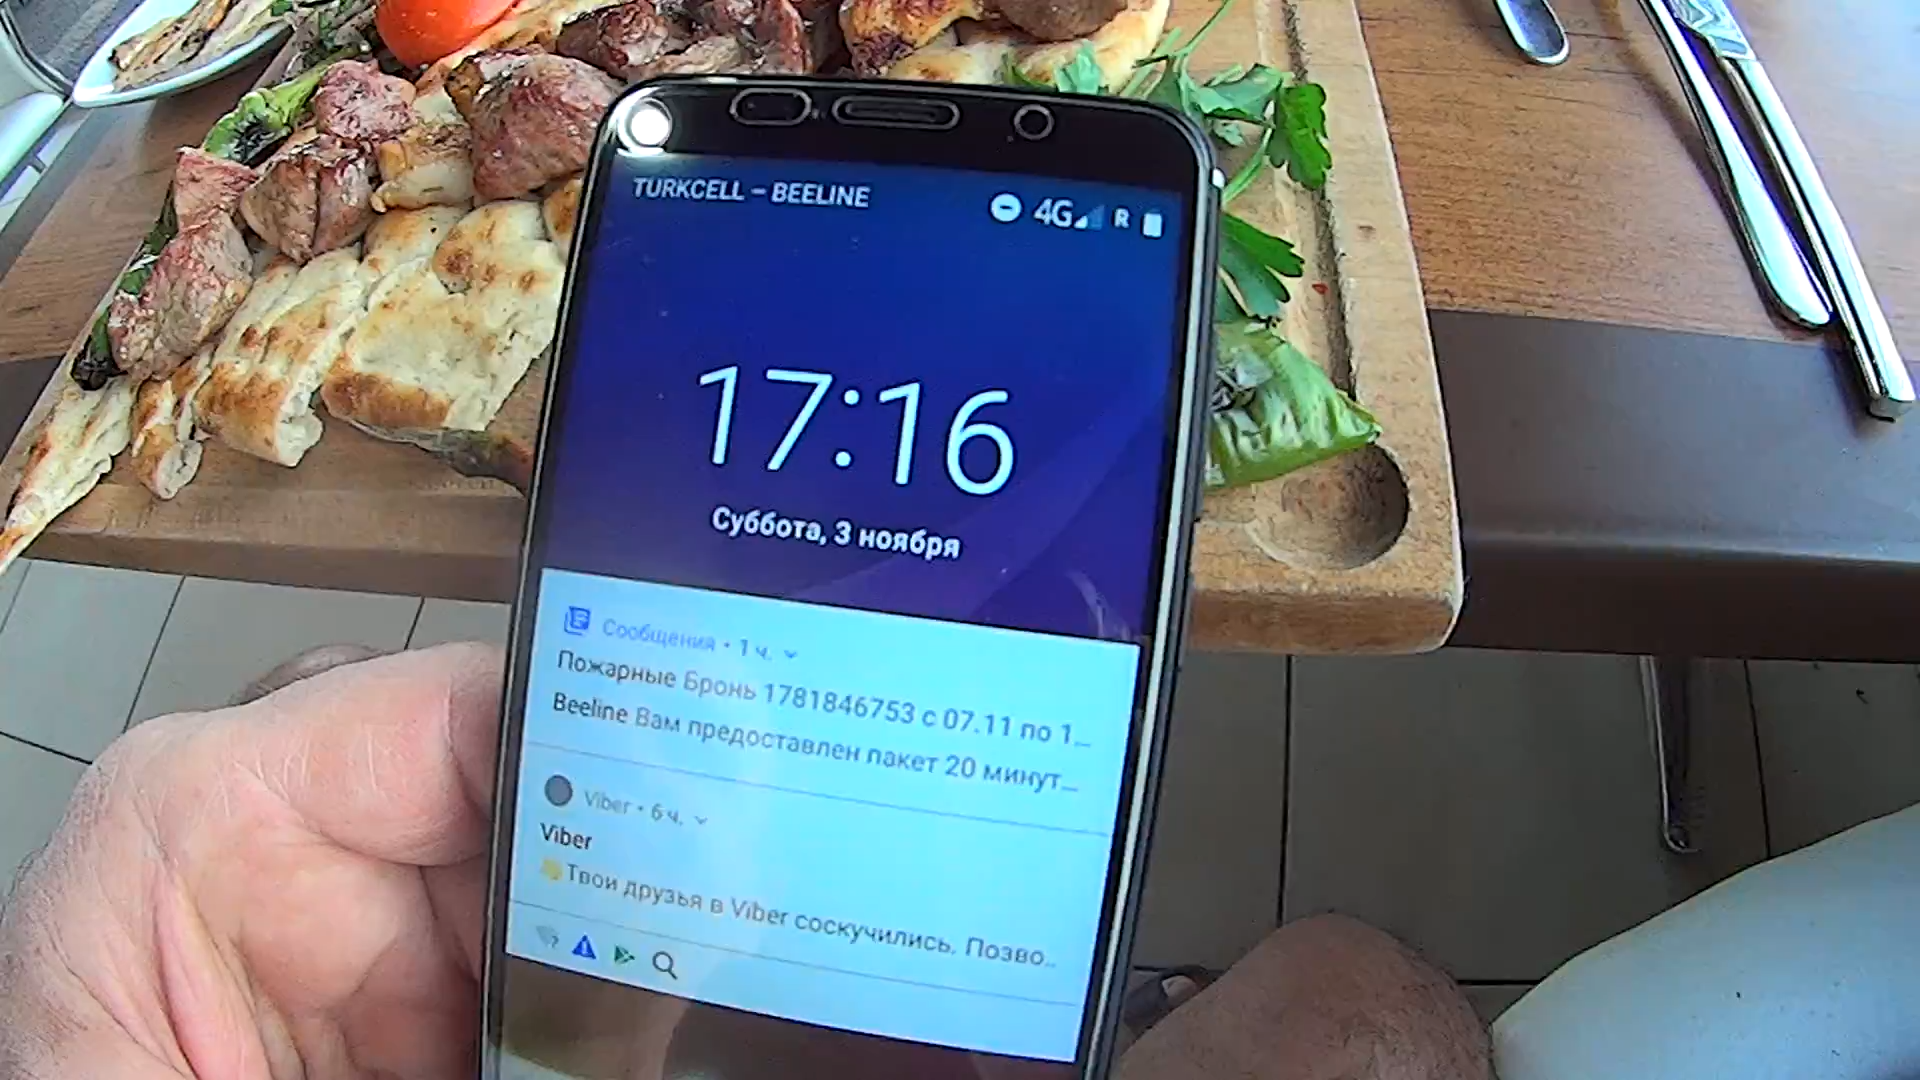 TURKCELL – BEELINE
4G R
17:16
Суббота, 3 ноября
Сообщения • 1 ч.
Пожарные Бронь 1781846753 с 07.11 по 1...
Beeline Вам предоставлен пакет 20 минут...
Viber • 6 ч.
Viber
Твои друзья в Viber соскучились. Позво...